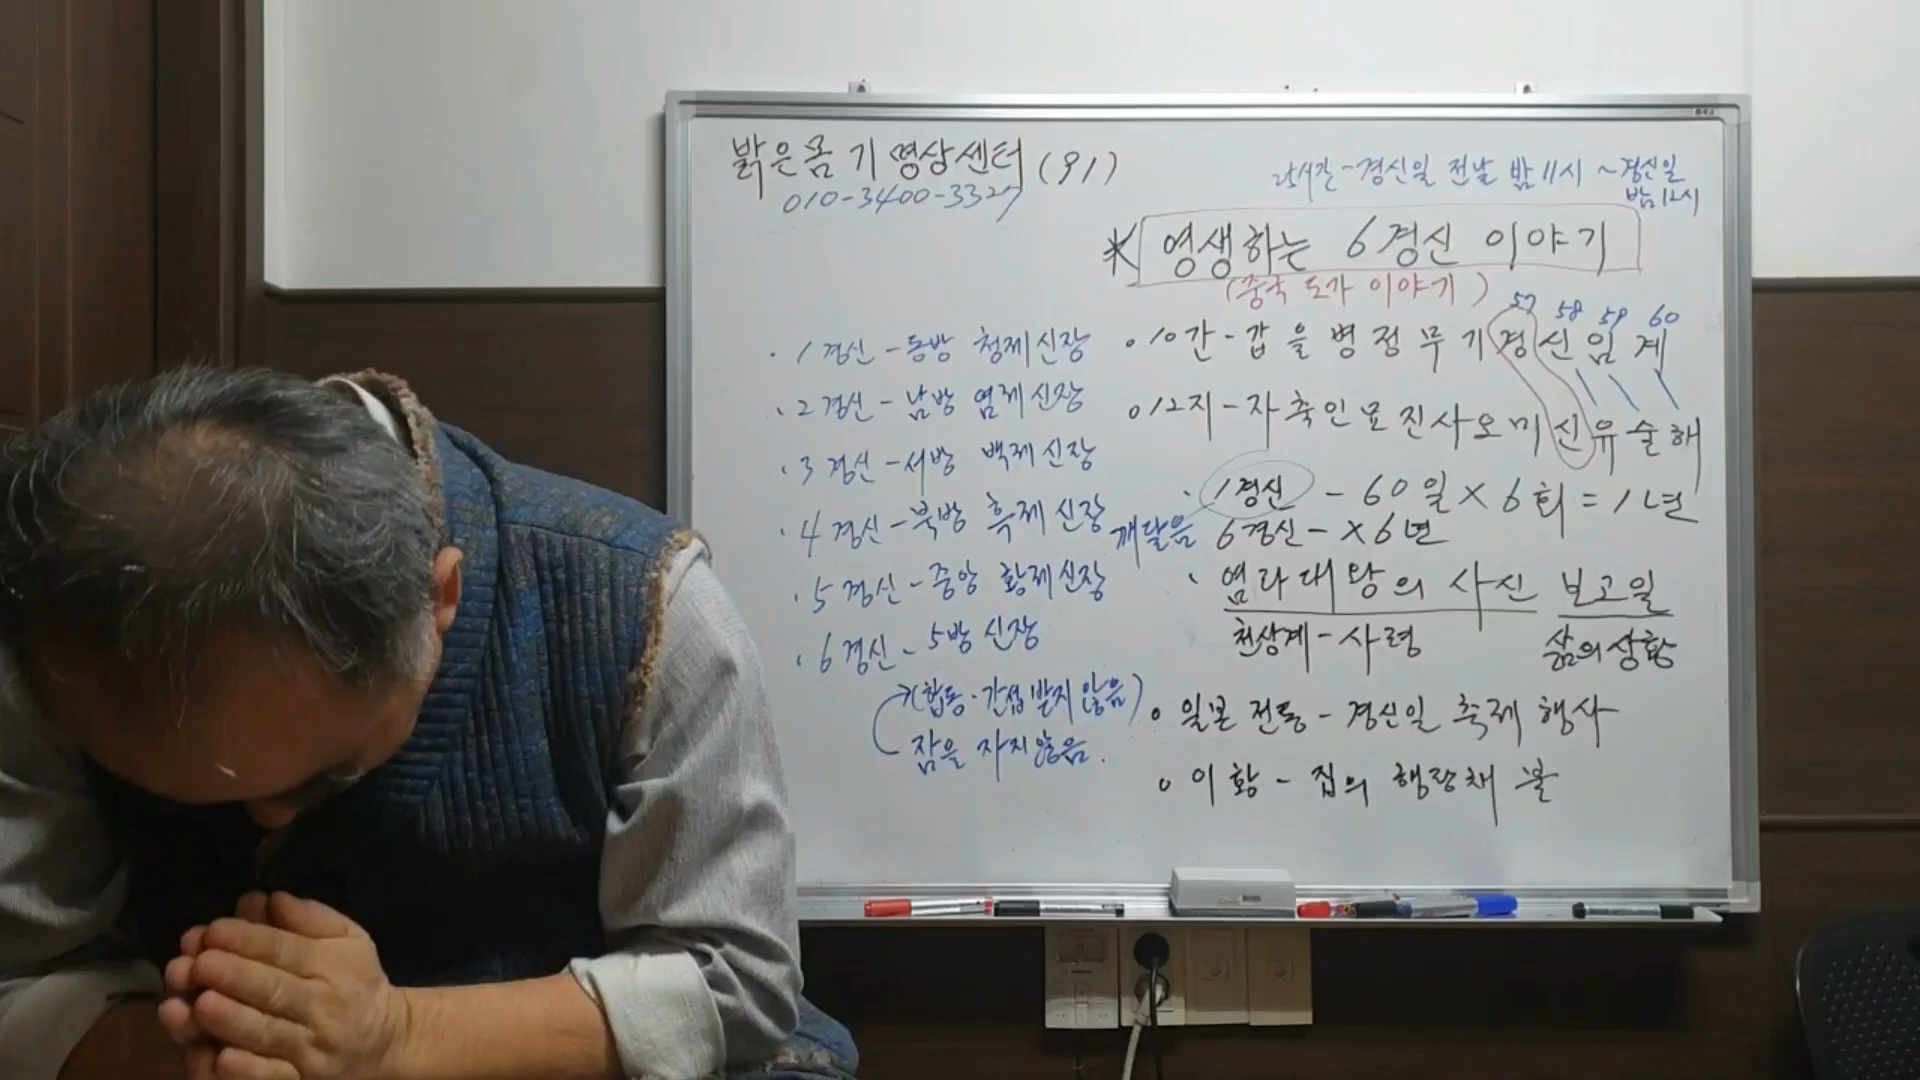 밝은몸 기 명상센터 (91)
010-3400-3327
25시간-경신일 전날 밤 11시 ~경신일
밤12시
* 영생하는 6경신 이야기
(중국 도가 이야기)
57 58 59 60
· 10간-갑 을 병 정 무 기 경 신 임 계
· 12지-자 축 인 묘 진 사 오 미 신 유 술 해
· 1경신 - 60일 × 6회 = 1년
깨달음 6경신 - ×6년
· 염라대왕의 사신 보고일
천상계-사령 삶의 상황
· 일본 전통 - 경신일 축제 행사
· 이황 - 집의 행랑채 불
· 1경신-동방 청제신장
· 2경신-남방 염제신장
· 3경신-서방 백제신장
· 4경신-북방 흑제신장
· 5경신-중앙 황제신장
· 6경신- 5방 신장
(합동·간섭 받지 않음)
잠을 자지 않음.